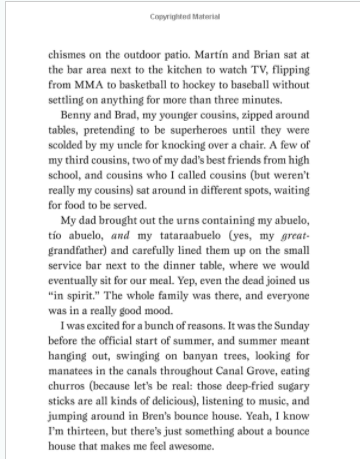 Copyrighted Material
chismes on the outdoor patio. Martín and Brian sat at
the bar area next to the kitchen to watch TV, flipping
from MMA to basketball to hockey to baseball without
settling on anything for more than three minutes.
Benny and Brad, my younger cousins, zipped around
tables, pretending to be superheroes until they were
scolded by my uncle for knocking over a chair. A few of
my third cousins, two of my dad's best friends from high
school, and cousins who I called cousins (but weren't
really my cousins) sat around in different spots, waiting
for food to be served.
My dad brought out the urns containing my abuelo,
tío abuelo, and my tataraabuelo (yes, my great-
grandfather) and carefully lined them up on the small
service bar next to the dinner table, where we would
eventually sit for our meal. Yep, even the dead joined us
"in spirit." The whole family was there, and everyone
was in a really good mood.
I was excited for a bunch of reasons. It was the Sunday
before the official start of summer, and summer meant
hanging out, swinging on banyan trees, looking for
manatees in the canals throughout Canal Grove, eating
churros (because let's be real: those deep-fried sugary
sticks are all kinds of delicious), listening to music, and
jumping around in Bren's bounce house. Yeah, I know
I'm thirteen, but there's just something about a bounce
house that makes me feel awesome.